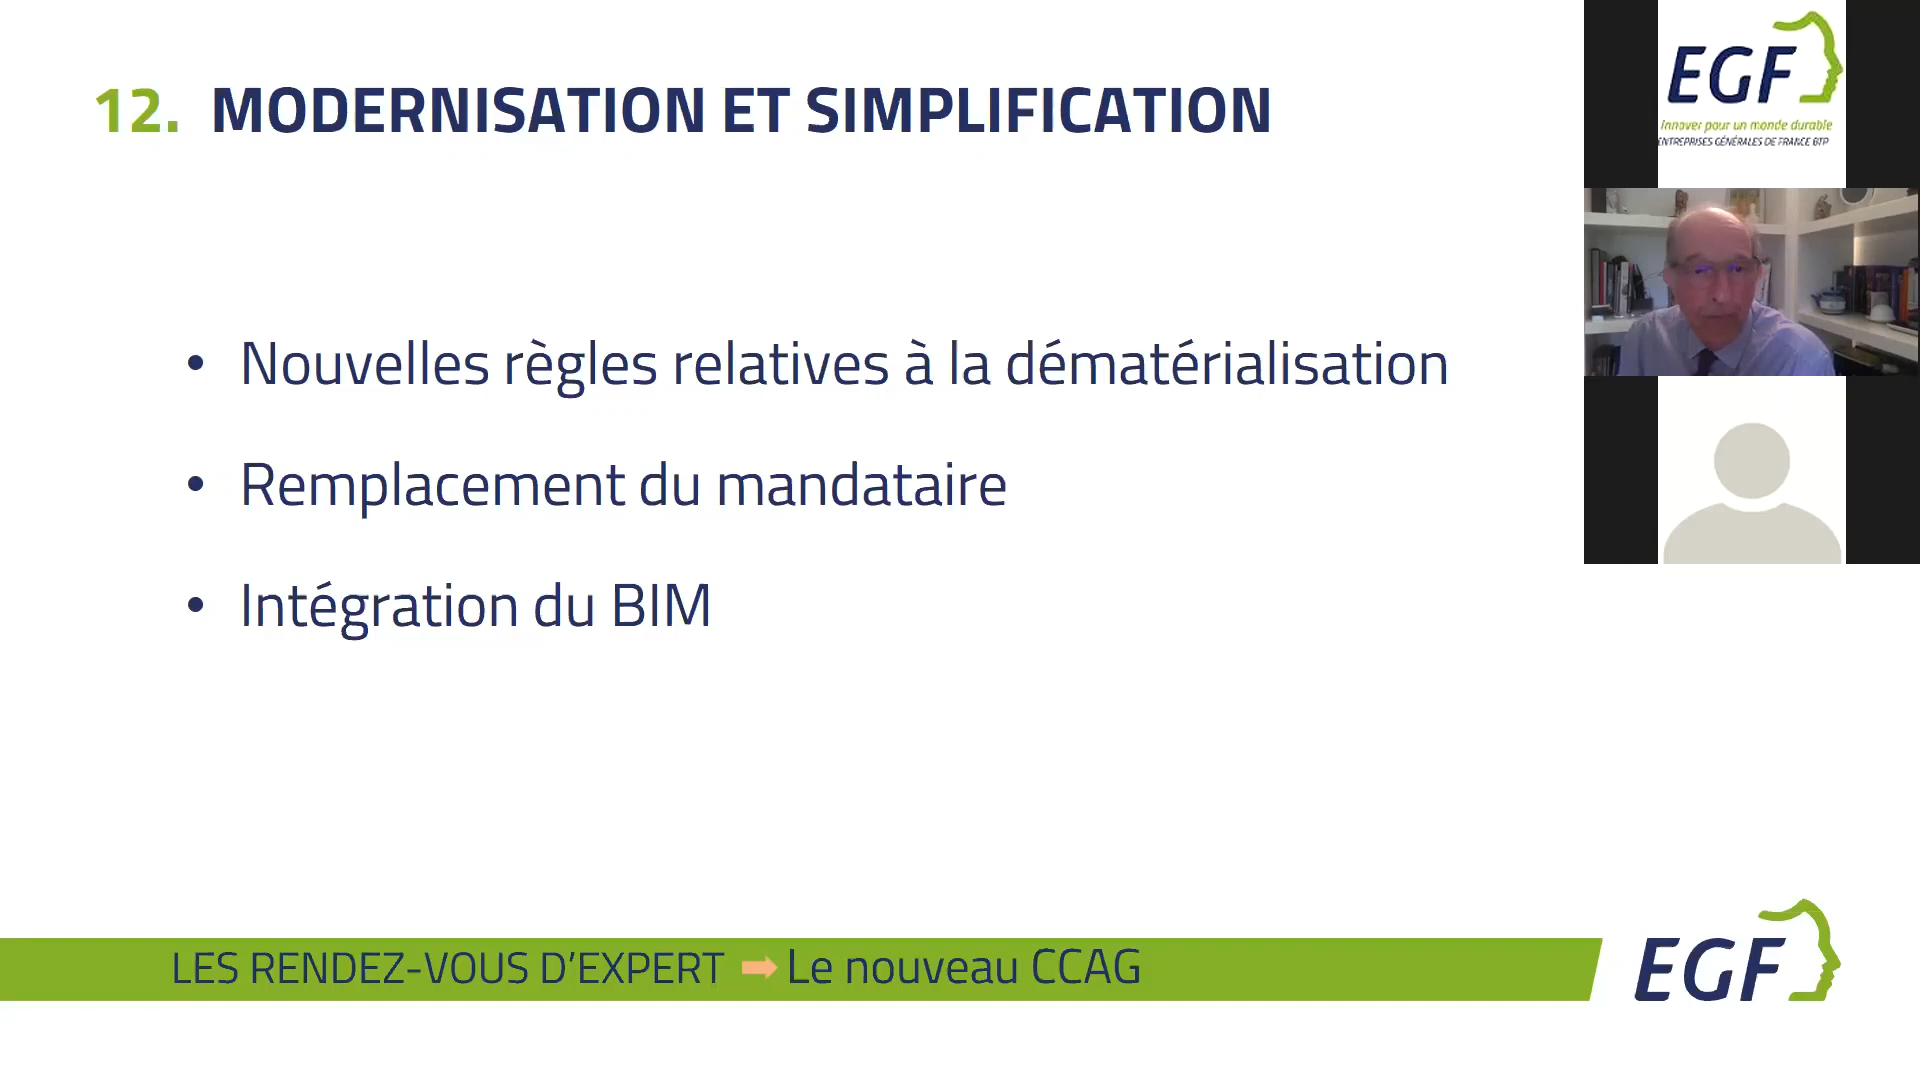 12. MODERNISATION ET SIMPLIFICATION
• Nouvelles règles relatives à la dématérialisation
• Remplacement du mandataire
• Intégration du BIM
LES RENDEZ-VOUS D’EXPERT ➡ Le nouveau CCAG
EGF
EGF
innover pour un monde durable
ENTREPRISES GÉNÉRALES DE FRANCE BTP